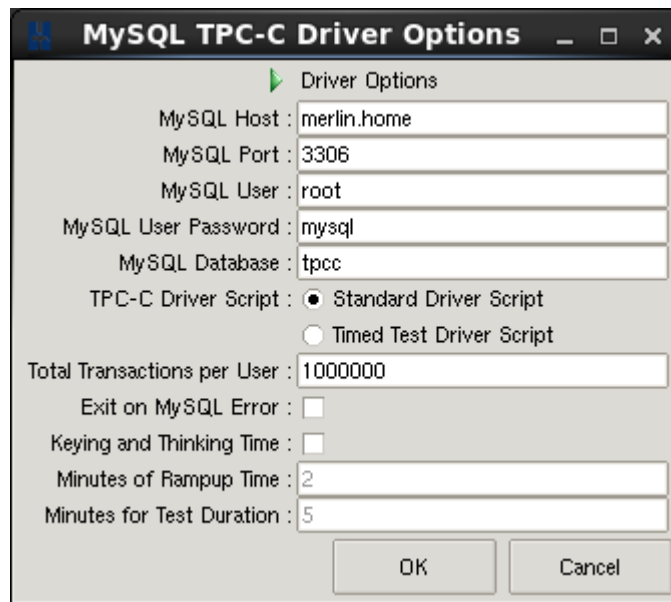 MySQL TPC-C Driver Options
Driver Options
MySQL Host : merlin.home
MySQL Port : 3306
MySQL User : root
MySQL User Password : mysql
MySQL Database : tpcc
TPC-C Driver Script : Standard Driver Script
Timed Test Driver Script
Total Transactions per User : 1000000
Exit on MySQL Error :
Keying and Thinking Time :
Minutes of Rampup Time : 2
Minutes for Test Duration : 5
OK Cancel